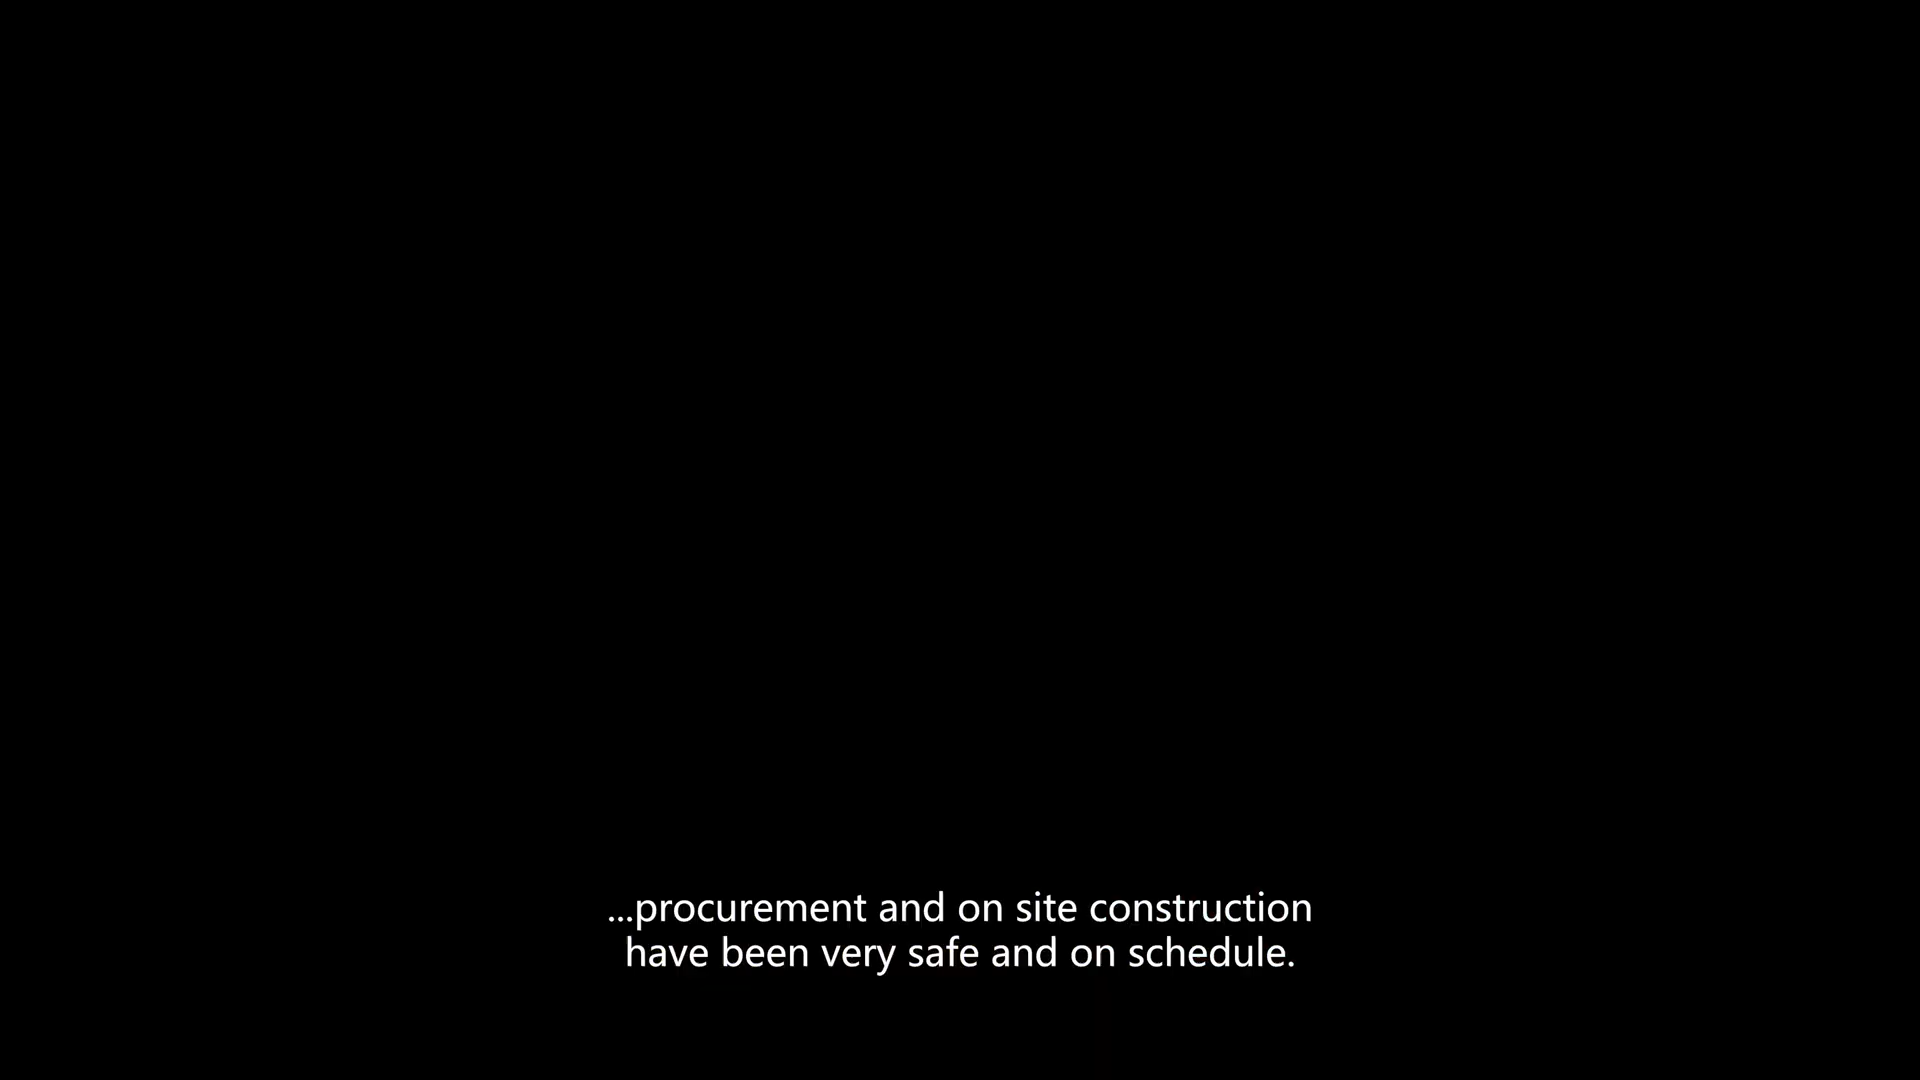 ...procurement and on site construction
have been very safe and on schedule.